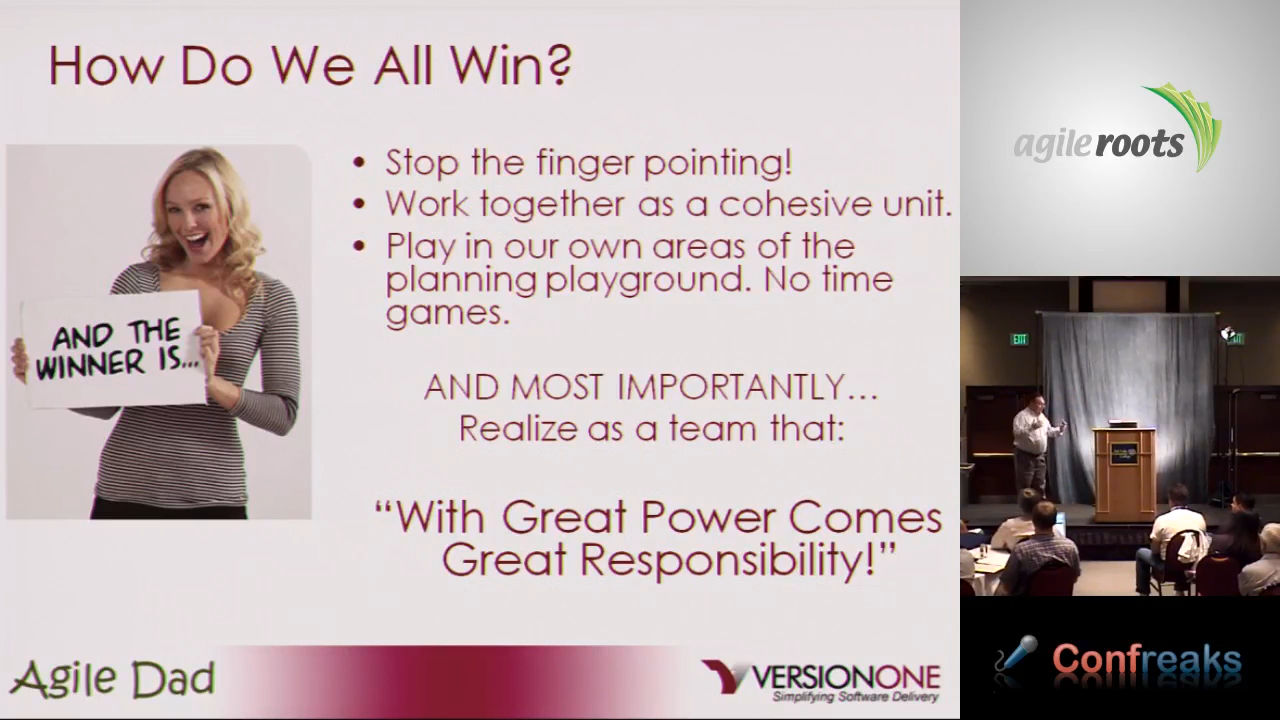 How Do We All Win?
AND THE
WINNER IS...
• Stop the finger pointing!
• Work together as a cohesive unit.
• Play in our own areas of the
planning playground. No time
games.
AND MOST IMPORTANTLY...
Realize as a team that:
“With Great Power Comes
Great Responsibility!”
Agile Dad
VERSIONONE
Simplifying Software Delivery
agile roots
EXIT
EXIT
Confreaks